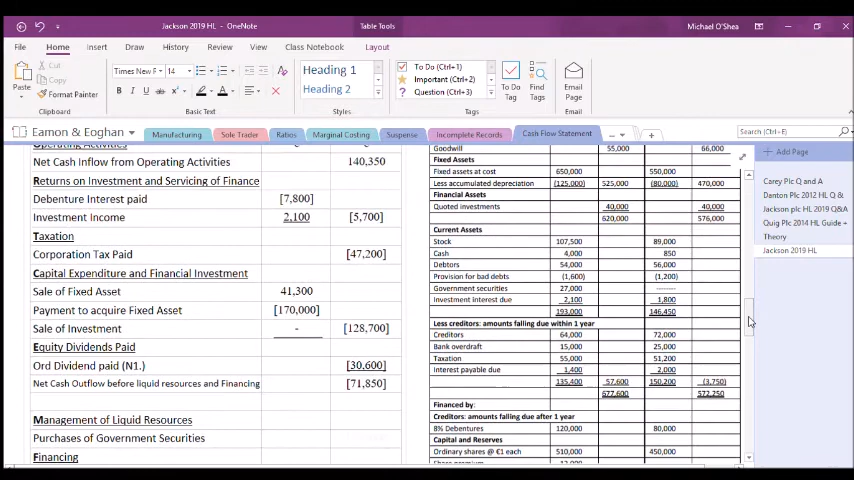 Jackson 2019 HL - OneNote
Table Tools
Michael O'Shea
File Home Insert Draw History Review View Help Class Notebook Layout
Paste
Cut
Copy
Format Painter
Clipboard
Times New R
14
B I U
Basic Text
Heading 1
Heading 2
Styles
To Do (Ctrl+1)
Important (Ctrl+2)
Question (Ctrl+3)
To Do Tag
Find Tags
Tags
Email Page
Email
Eamon & Eoghan
Manufacturing Sole Trader Ratios Marginal Costing Suspense Incomplete Records Cash Flow Statement
Search (Ctrl+E)
Operating Activities
Net Cash Inflow from Operating Activities 140,350
Returns on Investment and Servicing of Finance
Debenture Interest paid [7,800]
Investment Income 2,100 [5,700]
Taxation
Corporation Tax Paid [47,200]
Capital Expenditure and Financial Investment
Sale of Fixed Asset 41,300
Payment to acquire Fixed Asset [170,000]
Sale of Investment - [128,700]
Equity Dividends Paid
Ord Dividend paid (N1.) [30,600]
Net Cash Outflow before liquid resources and Financing [71,850]
Management of Liquid Resources
Purchases of Government Securities
Financing
Goodwill 55,000 66,000
Fixed Assets
Fixed assets at cost 650,000 550,000
Less accumulated depreciation (125,000) 525,000 (80,000) 470,000
Financial Assets
Quoted investments 40,000 40,000
620,000 576,000
Current Assets
Stock 107,500 89,000
Cash 4,000 850
Debtors 54,000 56,000
Provision for bad debts (1,600) (1,200)
Government securities 27,000 --------
Investment interest due 2,100 1,800
193,000 146,450
Less creditors: amounts falling due within 1 year
Creditors 64,000 72,000
Bank overdraft 15,000 25,000
Taxation 55,000 51,200
Interest payable due 1,400 2,000
135,400 57,600 150,200 (3,750)
677,600 572,250
Financed by:
Creditors: amounts falling due after 1 year
8% Debentures 120,000 80,000
Capital and Reserves
Ordinary shares @ €1 each 510,000 450,000
Share premium 12,000
Add Page
Carey Plc Q and A
Danton Plc 2012 HL Q &
Jackson plc HL 2019 Q&A
Quig Plc 2014 HL Guide +
Theory
Jackson 2019 HL